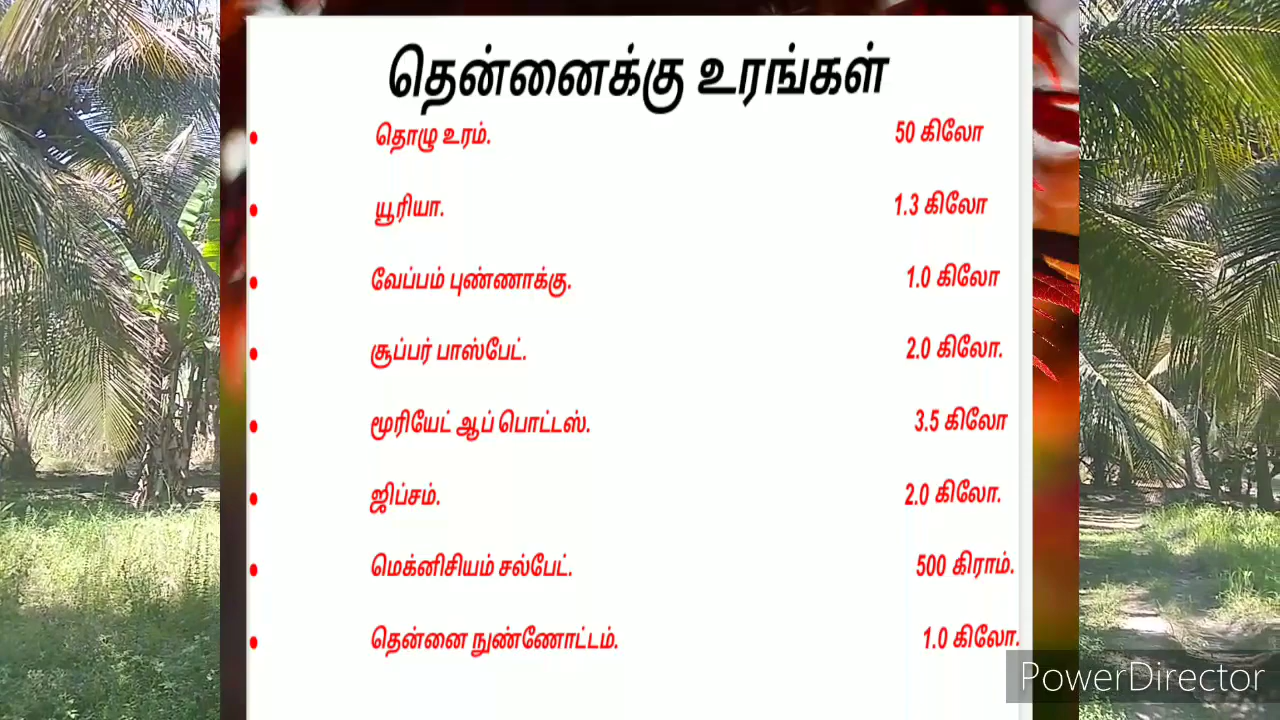 தென்னைக்கு உரங்கள்
தொழு உரம். 50 கிலோ
யூரியா. 1.3 கிலோ
வேப்பம் புண்ணாக்கு. 1.0 கிலோ
சூப்பர் பாஸ்பேட். 2.0 கிலோ.
மூரியேட் ஆப் பொட்டஸ். 3.5 கிலோ
ஜிப்சம். 2.0 கிலோ.
மெக்னிசியம் சல்பேட். 500 கிராம்.
தென்னை நுண்ணோட்டம். 1.0 கிலோ.
PowerDirector